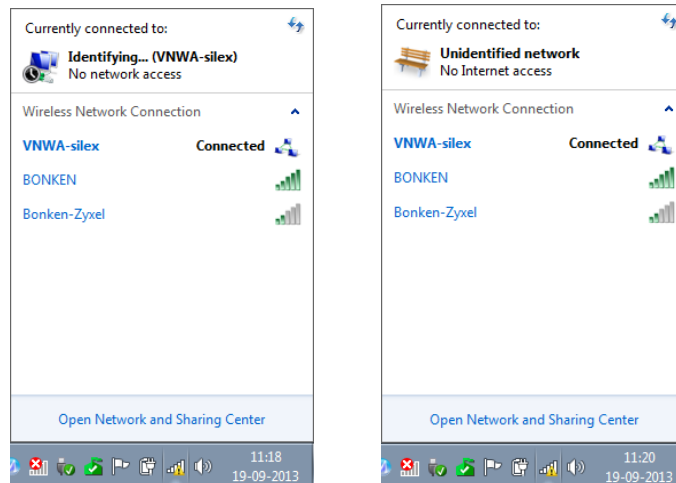 Currently connected to:
Identifying... (VNWA-silex)
No network access
Wireless Network Connection
VNWA-silex Connected
BONKEN
Bonken-Zyxel
Open Network and Sharing Center
11:18
19-09-2013
Currently connected to:
Unidentified network
No Internet access
Wireless Network Connection
VNWA-silex Connected
BONKEN
Bonken-Zyxel
Open Network and Sharing Center
11:20
19-09-2013